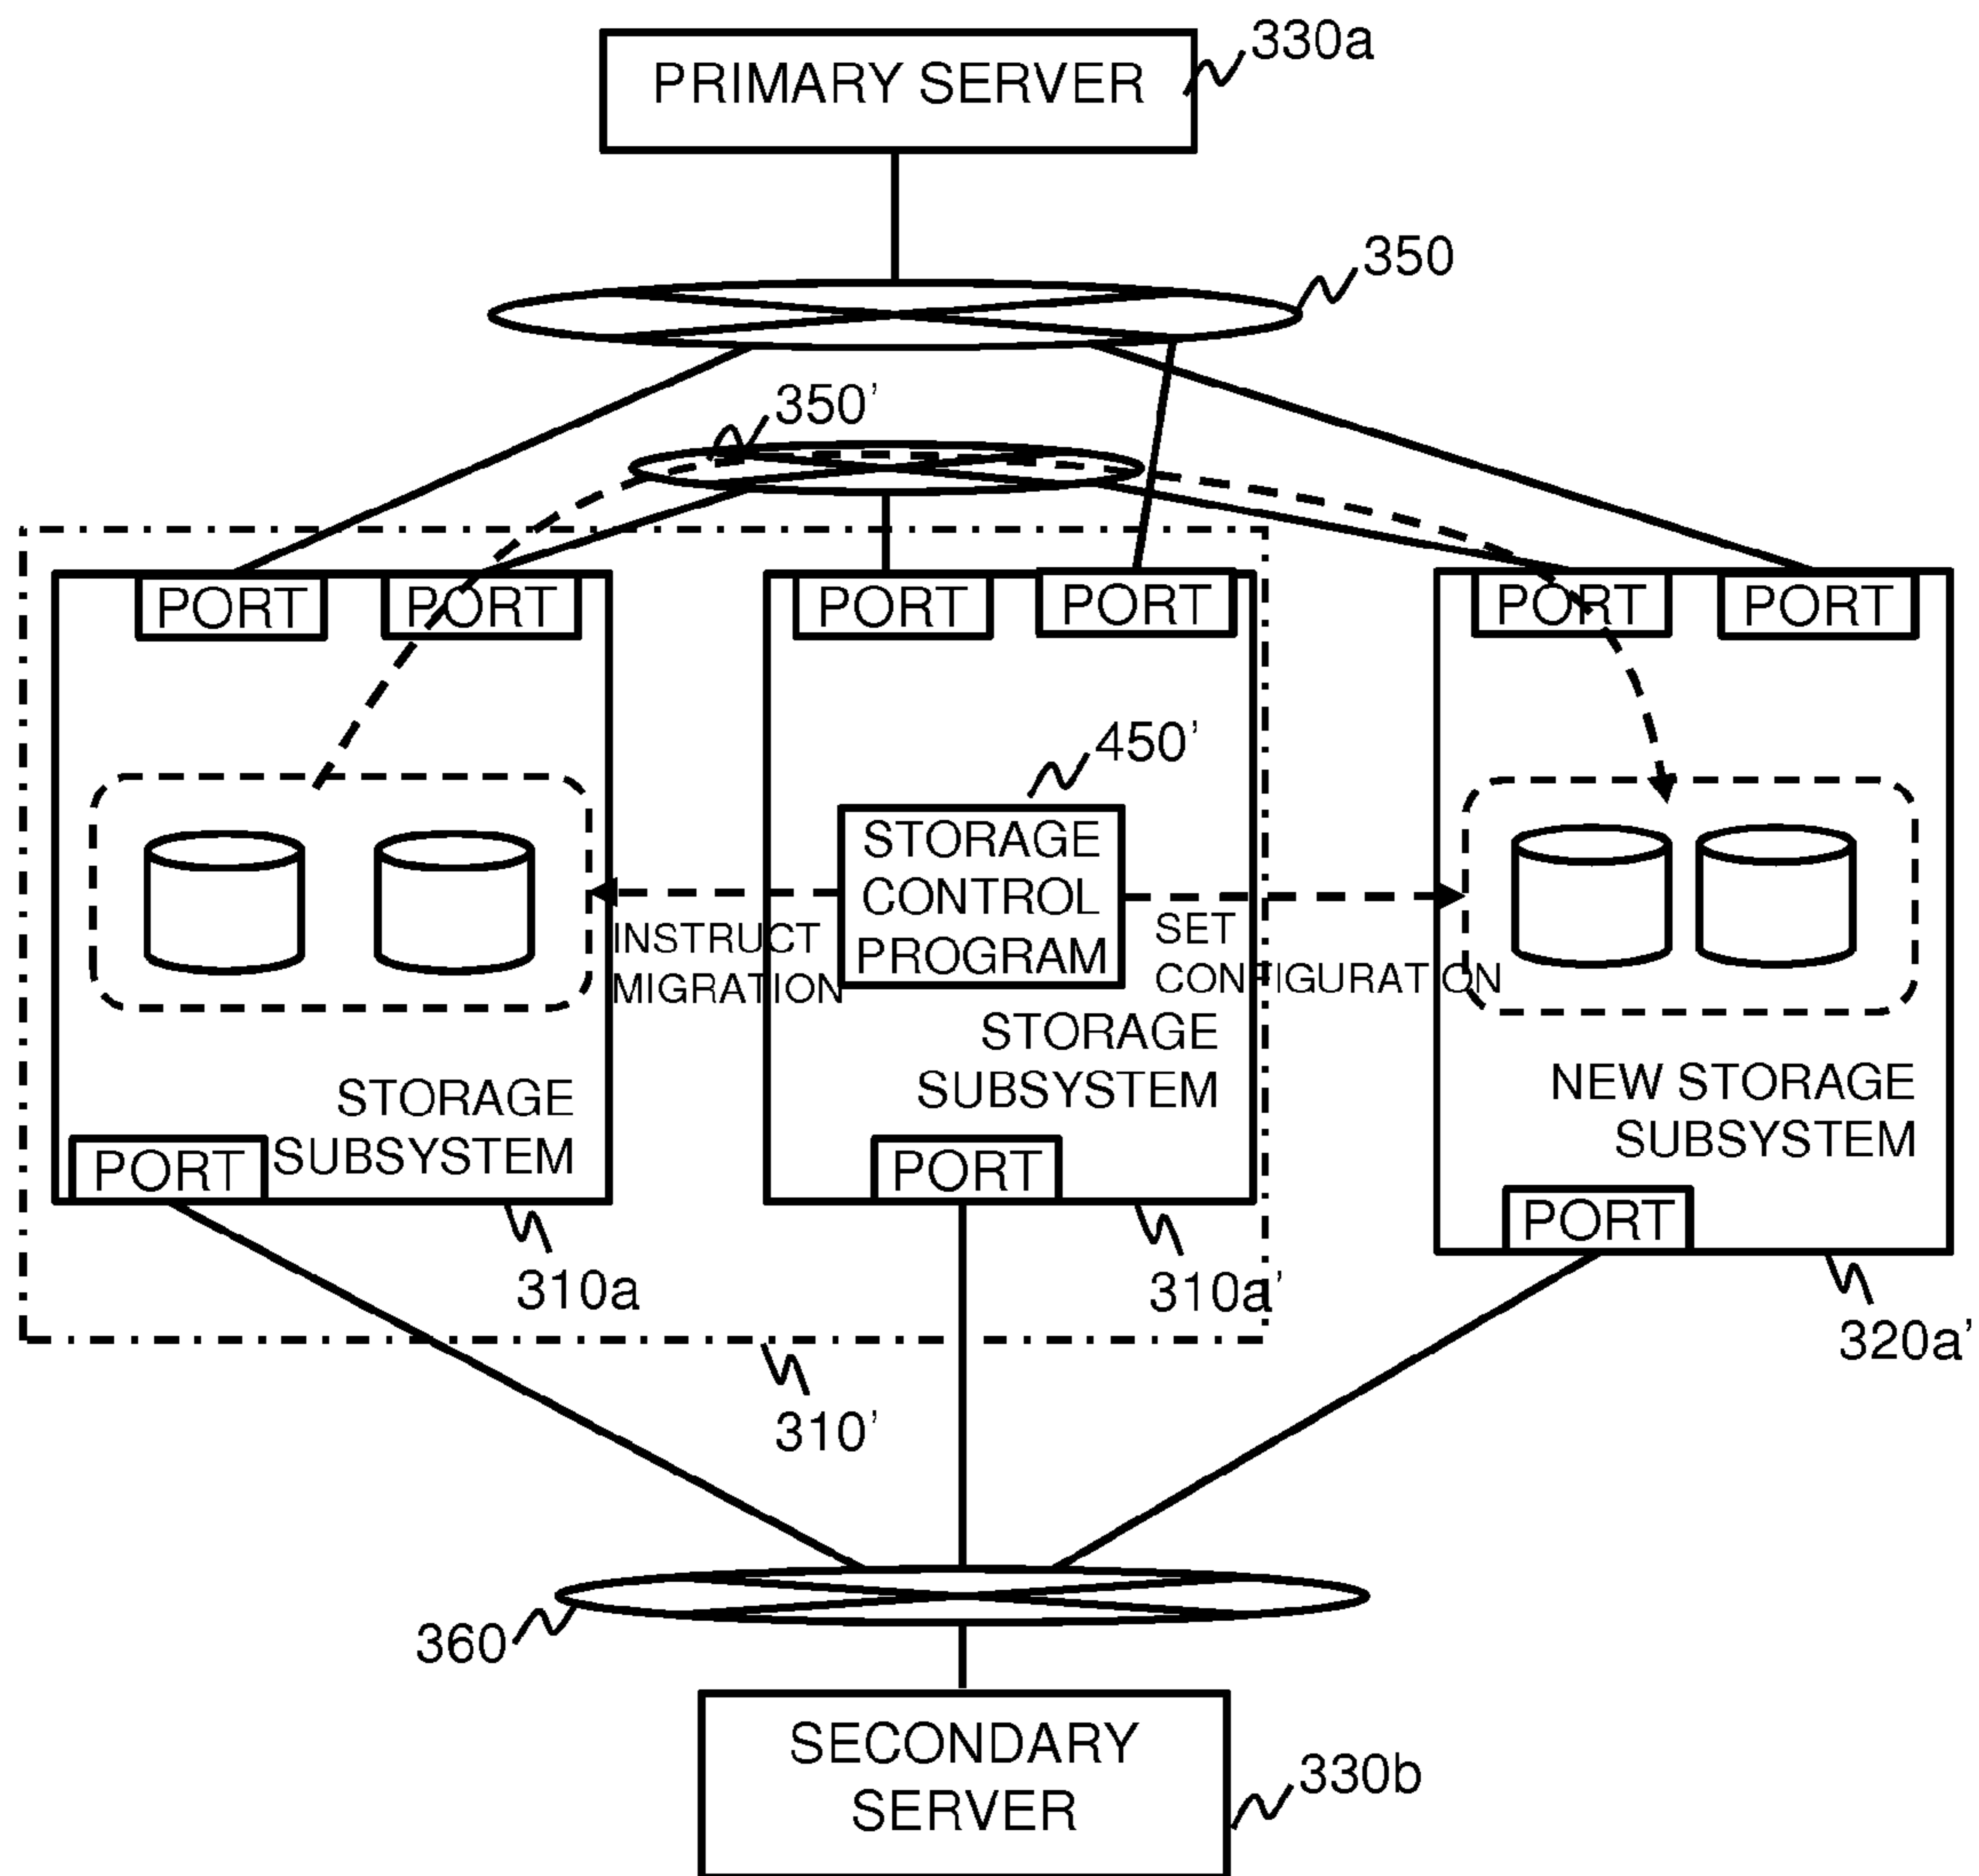 PRIMARY SERVER
330a
350
350’
PORT
PORT
PORT
PORT
PORT
PORT
450’
STORAGE
CONTROL
PROGRAM
INSTRUCT
MIGRATION
SET
CONFIGURATION
STORAGE
SUBSYSTEM
STORAGE
SUBSYSTEM
NEW STORAGE
SUBSYSTEM
PORT
PORT
PORT
310a
310a’
320a’
310’
360
SECONDARY
SERVER
330b